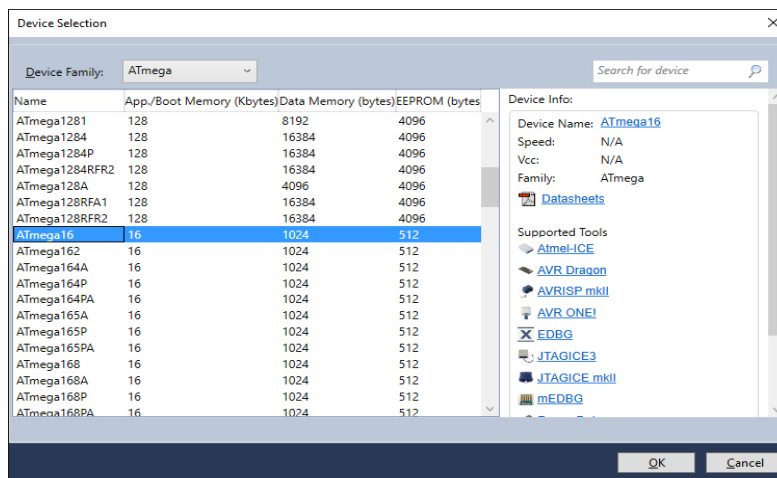 Device Selection
Device Family: ATmega Search for device
Name App./Boot Memory (Kbytes) Data Memory (bytes) EEPROM (bytes
ATmega1281 128 8192 4096
ATmega1284 128 16384 4096
ATmega1284P 128 16384 4096
ATmega1284RFR2 128 16384 4096
ATmega128A 128 4096 4096
ATmega128RFA1 128 16384 4096
ATmega128RFR2 128 16384 4096
ATmega16 16 1024 512
ATmega162 16 1024 512
ATmega164A 16 1024 512
ATmega164P 16 1024 512
ATmega164PA 16 1024 512
ATmega165A 16 1024 512
ATmega165P 16 1024 512
ATmega165PA 16 1024 512
ATmega168 16 1024 512
ATmega168A 16 1024 512
ATmega168P 16 1024 512
ATmega168PA 16 1024 512
Device Info:
Device Name: ATmega16
Speed: N/A
Vcc: N/A
Family: ATmega
Datasheets
Supported Tools
Atmel-ICE
AVR Dragon
AVRISP mkII
AVR ONE!
EDBG
JTAGICE3
JTAGICE mkII
mEDBG
OK Cancel